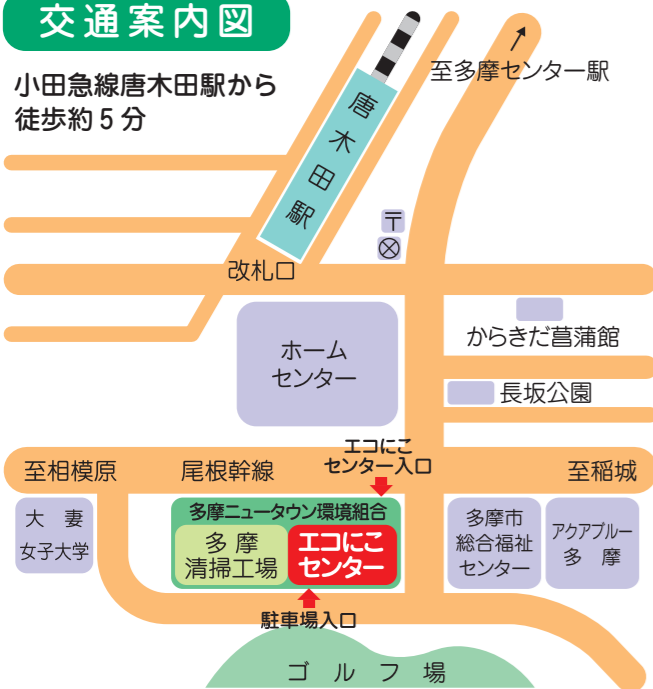 交通案内図
小田急線唐木田駅から
徒歩約5分
至多摩センター駅
唐木田駅
〒
改札口
ホーム
センター
からきだ菖蒲館
長坂公園
エコにこ
センター入口
至相模原
尾根幹線
至稲城
大妻
女子大学
多摩ニュータウン環境組合
多摩
清掃工場
エコにこ
センター
多摩市
総合福祉
センター
アクアブルー
多摩
駐車場入口
ゴルフ場